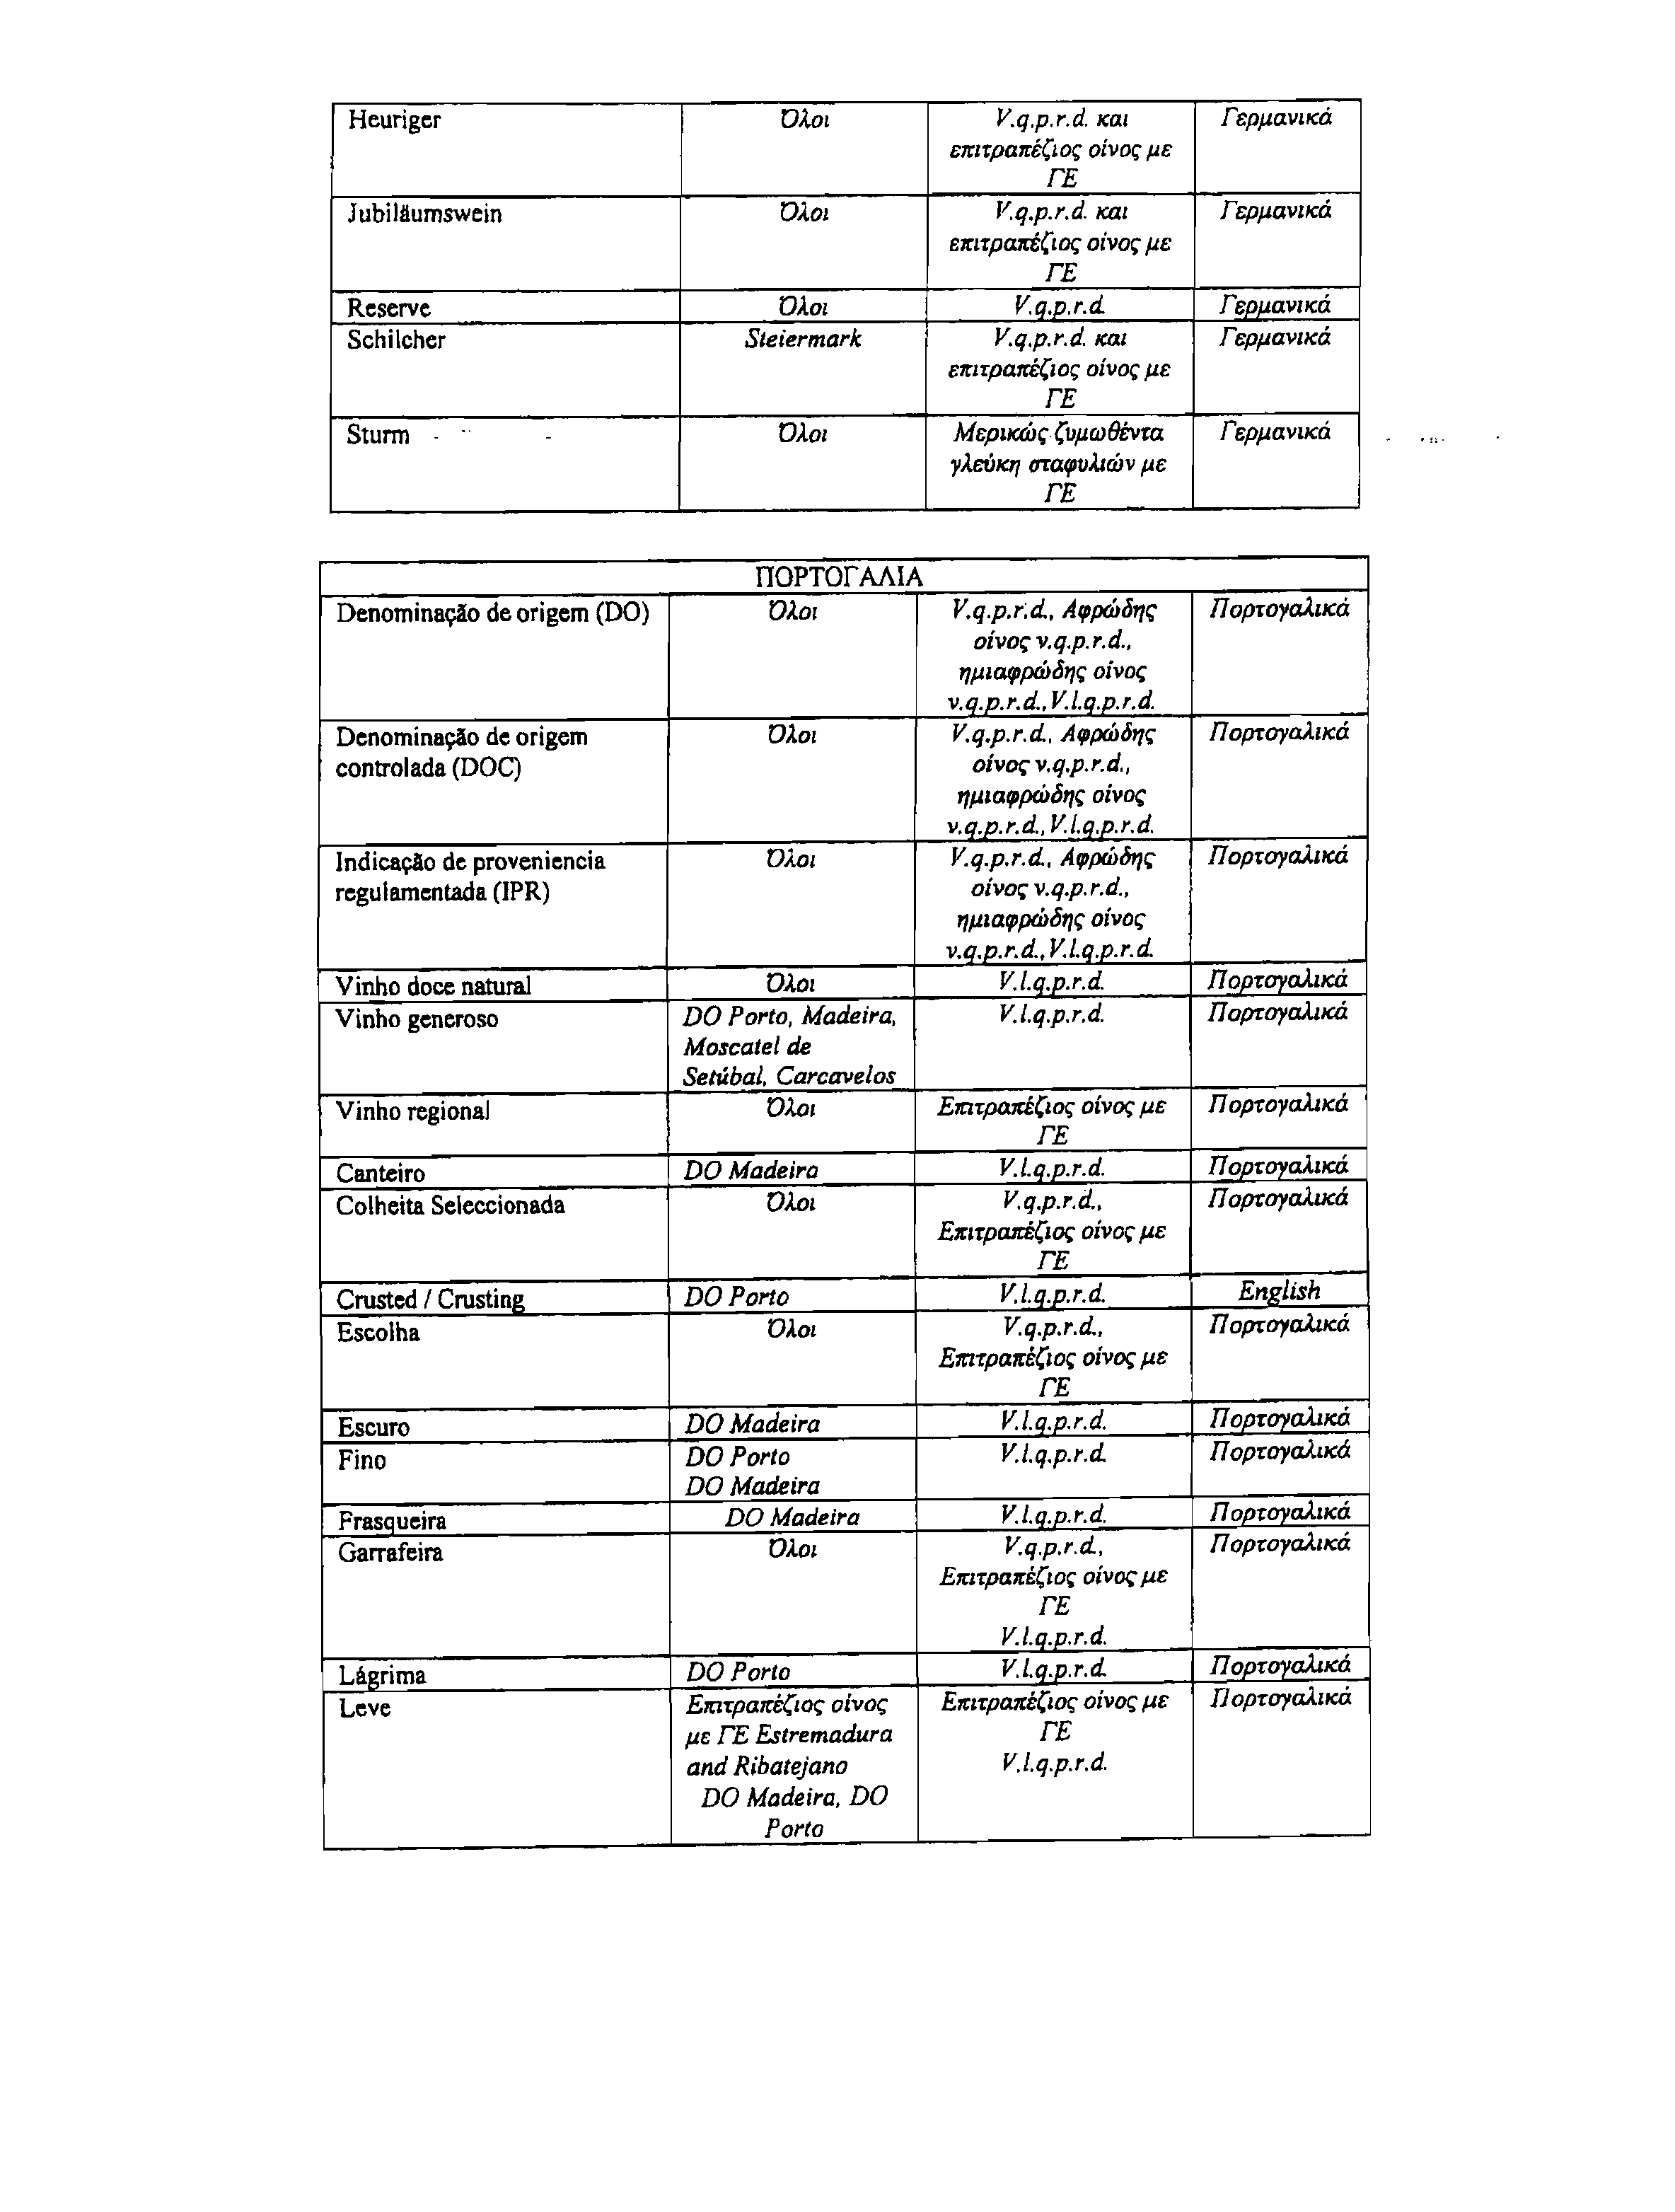 Heuriger Όλοι V.q.p.r.d. και Γερμανικά
επιτραπέζιος οίνος με
ΓΕ
Jubiläumswein Όλοι V.q.p.r.d. και Γερμανικά
επιτραπέζιος οίνος με
ΓΕ
Reserve Όλοι V.q.p.r.d. Γερμανικά
Schilcher Steiermark V.q.p.r.d. και Γερμανικά
επιτραπέζιος οίνος με
ΓΕ
Sturm Όλοι Μερικώς ζυμωθέντα Γερμανικά
γλεύκη σταφυλιών με
ΓΕ
ΠΟΡΤΟΓΑΛΙΑ
Denominação de origem (DO) Όλοι V.q.p.r.d., Αφρώδης Πορτογαλικά
οίνος v.q.p.r.d.,
ημιαφρώδης οίνος
v.q.p.r.d., V.l.q.p.r.d.
Denominação de origem Όλοι V.q.p.r.d., Αφρώδης Πορτογαλικά
controlada (DOC) οίνος v.q.p.r.d.,
ημιαφρώδης οίνος
v.q.p.r.d., V.l.q.p.r.d.
Indicação de proveniencia Όλοι V.q.p.r.d., Αφρώδης Πορτογαλικά
regulamentada (IPR) οίνος v.q.p.r.d.,
ημιαφρώδης οίνος
v.q.p.r.d., V.l.q.p.r.d.
Vinho doce natural Όλοι V.l.q.p.r.d. Πορτογαλικά
Vinho generoso DO Porto, Madeira, V.l.q.p.r.d. Πορτογαλικά
Moscatel de
Setúbal, Carcavelos
Vinho regional Όλοι Επιτραπέζιος οίνος με Πορτογαλικά
ΓΕ
Canteiro DO Madeira V.l.q.p.r.d. Πορτογαλικά
Colheita Seleccionada Όλοι V.q.p.r.d., Πορτογαλικά
Επιτραπέζιος οίνος με
ΓΕ
Crusted / Crusting DO Porto V.l.q.p.r.d. English
Escolha Όλοι V.q.p.r.d., Πορτογαλικά
Επιτραπέζιος οίνος με
ΓΕ
Escuro DO Madeira V.l.q.p.r.d. Πορτογαλικά
Fino DO Porto V.l.q.p.r.d. Πορτογαλικά
DO Madeira
Frasqueira DO Madeira V.l.q.p.r.d. Πορτογαλικά
Garrafeira Όλοι V.q.p.r.d., Πορτογαλικά
Επιτραπέζιος οίνος με
ΓΕ
V.l.q.p.r.d.
Lágrima DO Porto V.l.q.p.r.d. Πορτογαλικά
Leve Επιτραπέζιος οίνος Επιτραπέζιος οίνος με Πορτογαλικά
με ΓΕ Estremadura ΓΕ
and Ribatejano V.l.q.p.r.d.
DO Madeira, DO
Porto